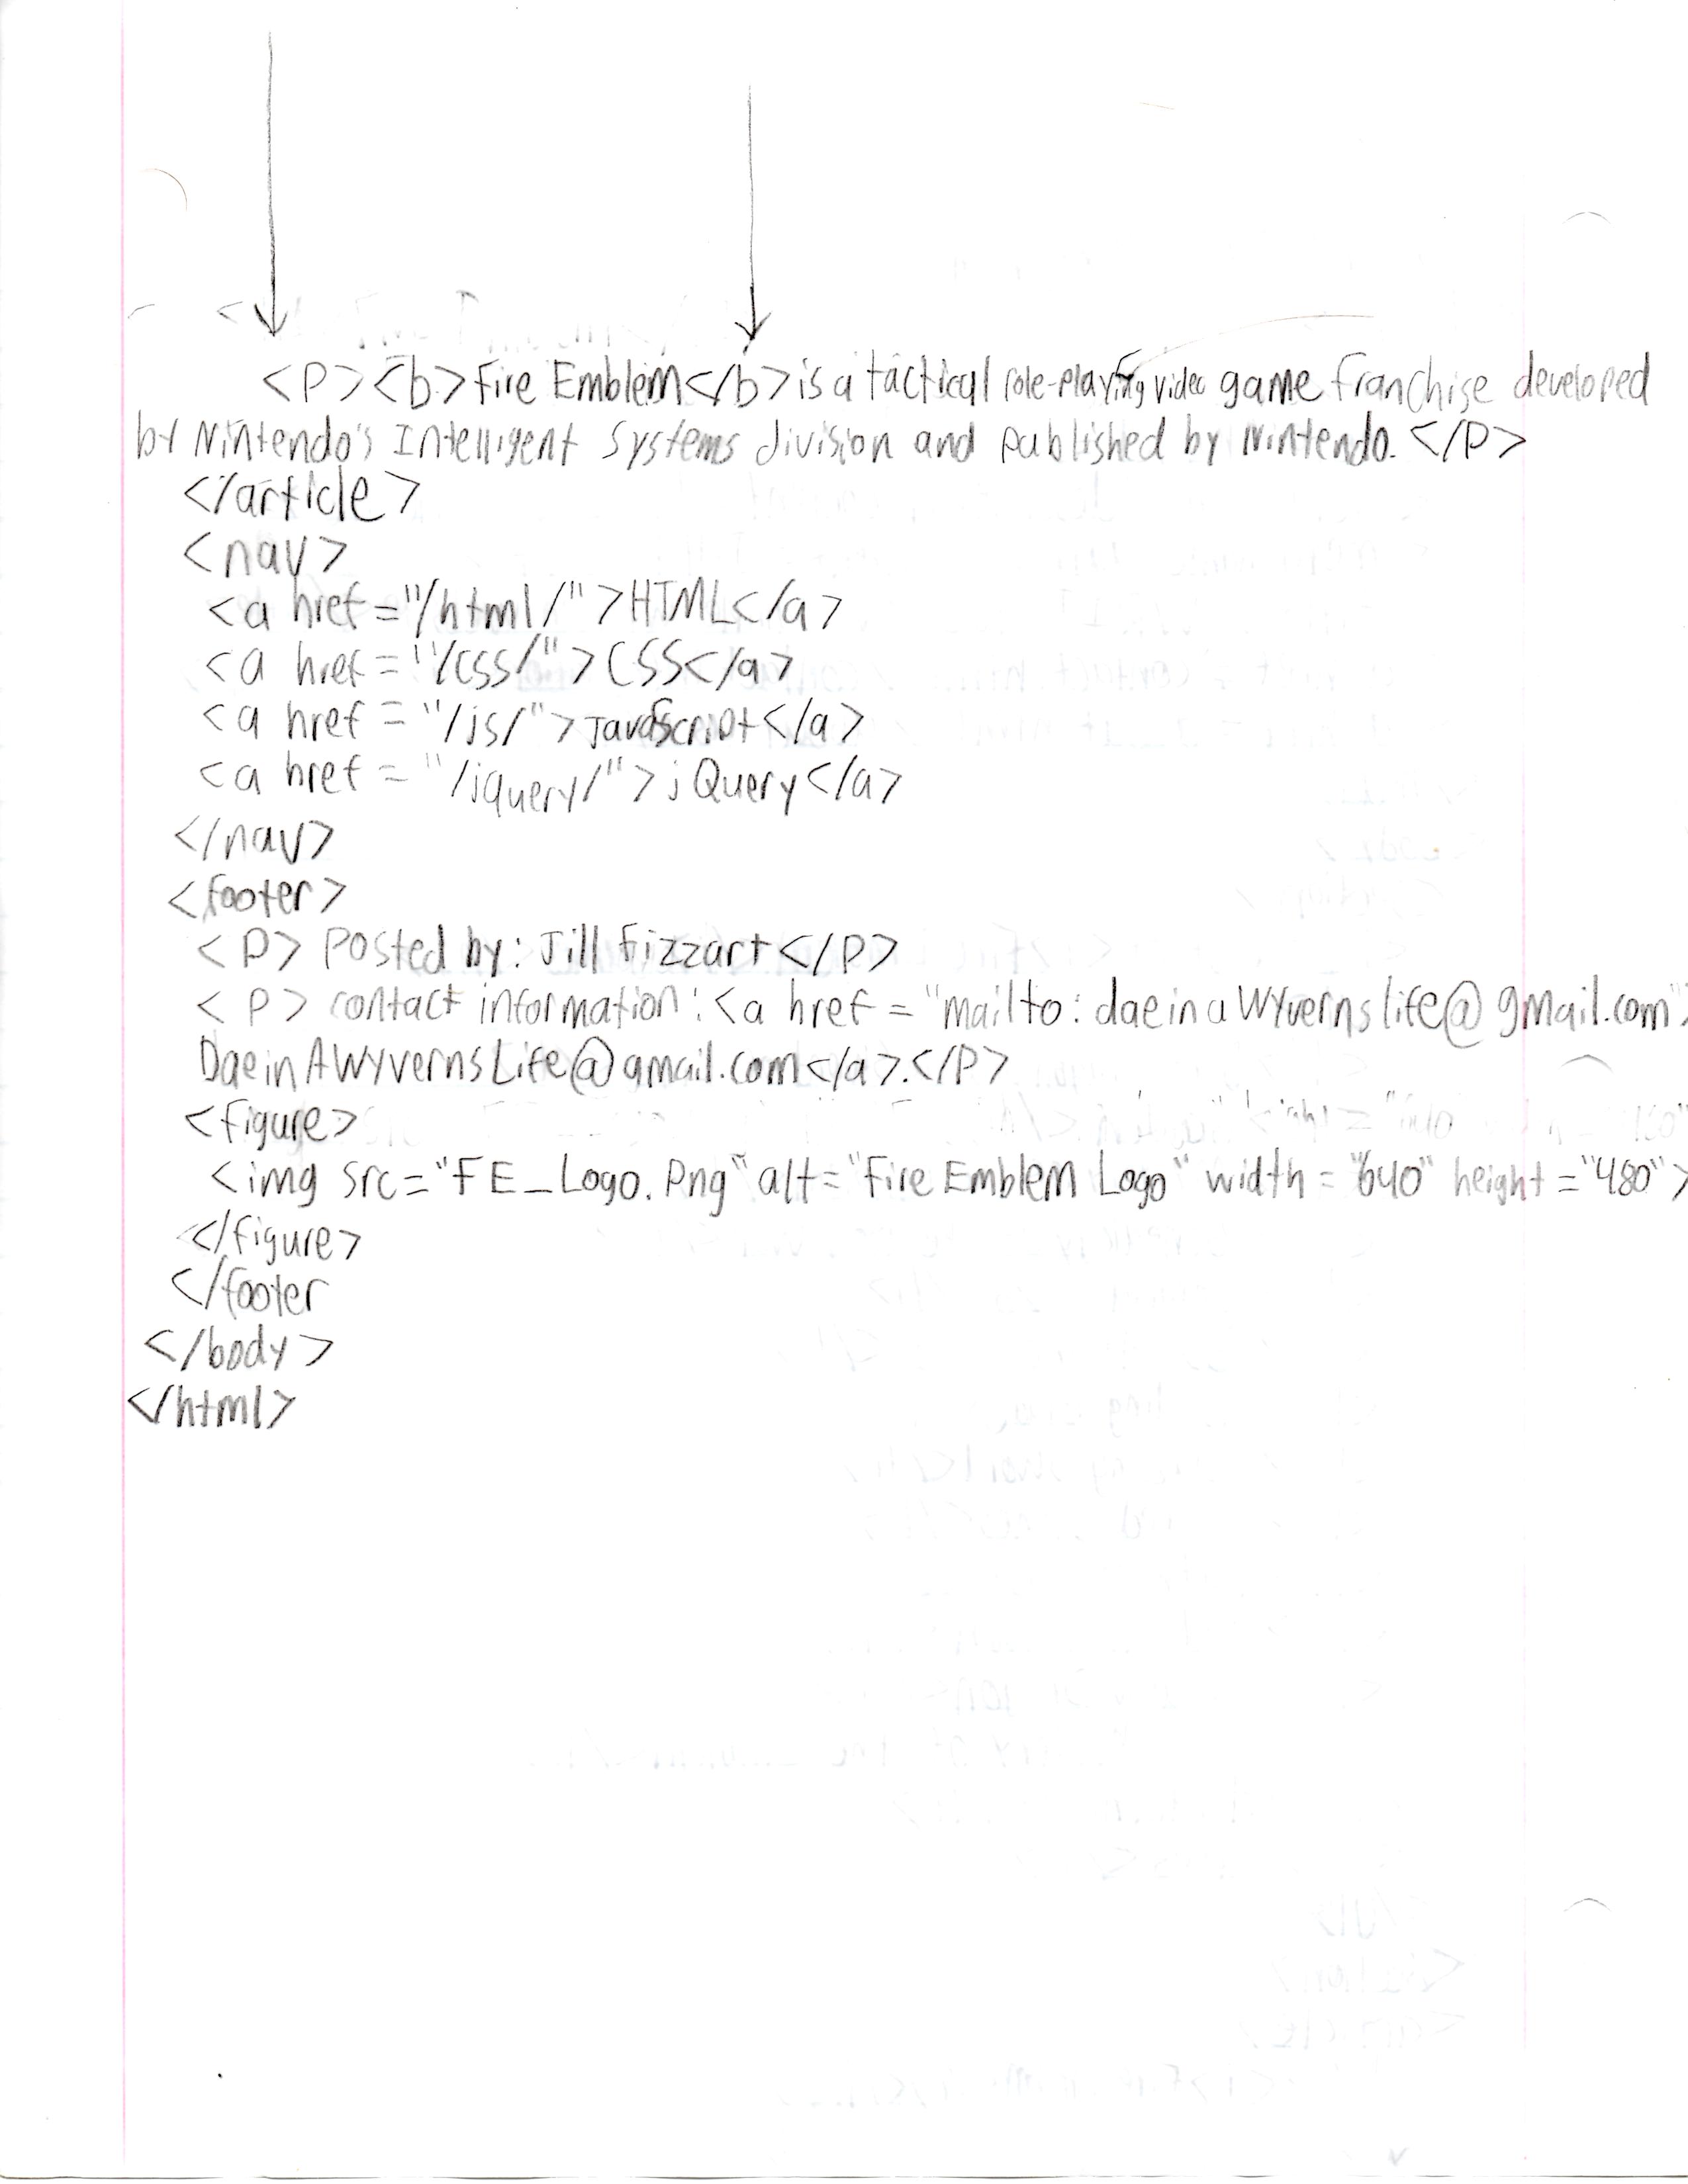 <p><b>Fire Emblem</b>is a tactical role-playing video game franchise developed
by Nintendo's Intelligent Systems division and published by Nintendo.</p>
</article>
<nav>
<a href="/html/">HTML</a>
<a href="/css/">CSS</a>
<a href="/js/">JavaScript</a>
<a href="/jquery/">jQuery</a>
</nav>
<footer>
<p>Posted by: Jill Fizzart</p>
<p>contact information:<a href="mailto:daeinaWyvernslife@gmail.com">
DaeinAWyvernsLife@gmail.com</a>.</p>
<figure>
<img src="FE_Logo.png" alt="Fire Emblem Logo" width="640" height="480">
</figure>
</footer
</body>
</html>